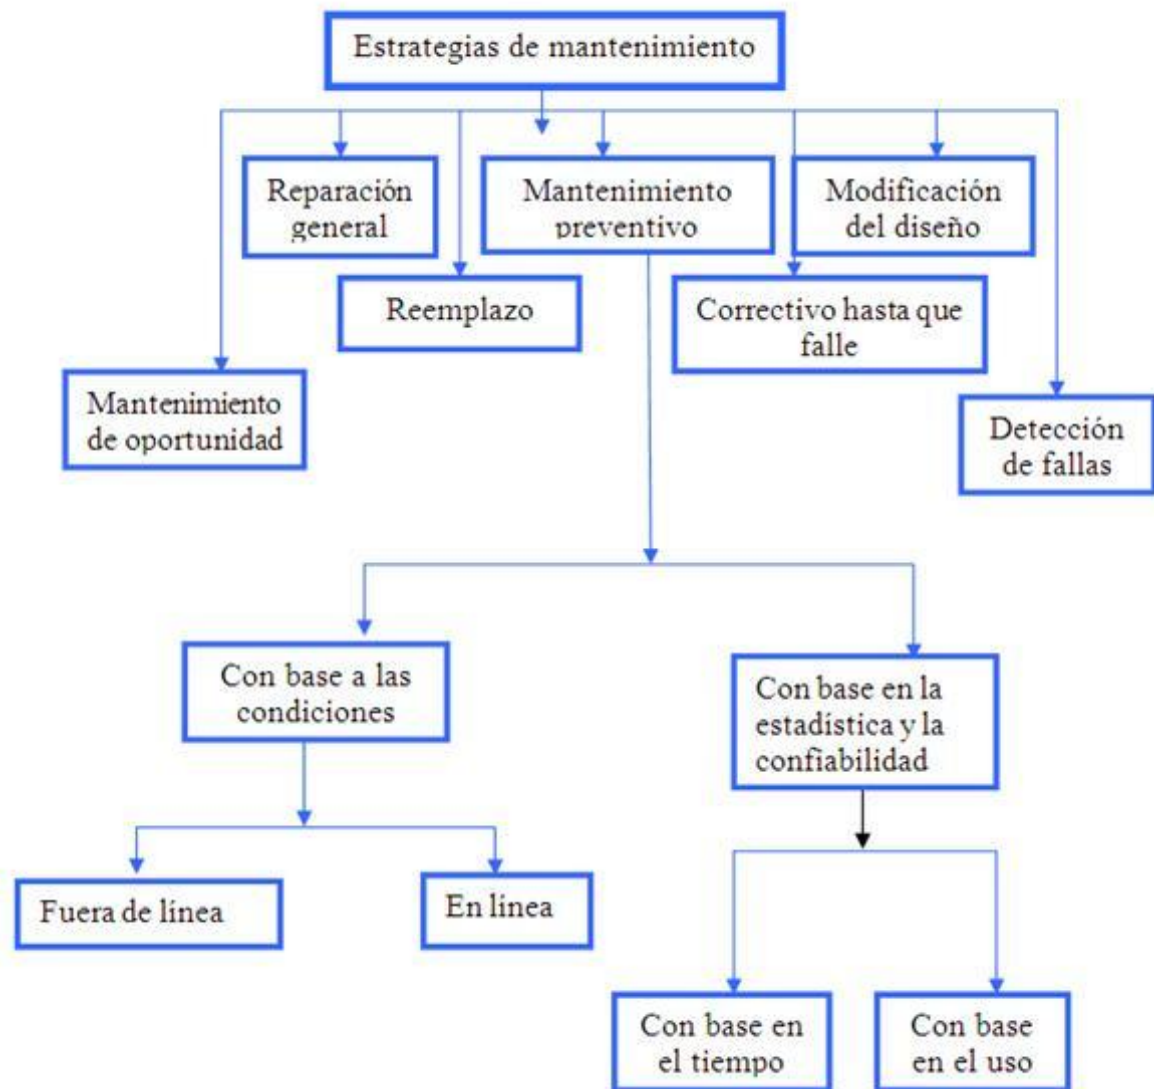 Estrategias de mantenimiento
Reparación
general
Mantenimiento
preventivo
Modificación
del diseño
Reemplazo
Correctivo hasta que
falle
Mantenimiento
de oportunidad
Detección
de fallas
Con base a las
condiciones
Con base en la
estadística y la
confiabilidad
Fuera de línea
En línea
Con base en
el tiempo
Con base
en el uso